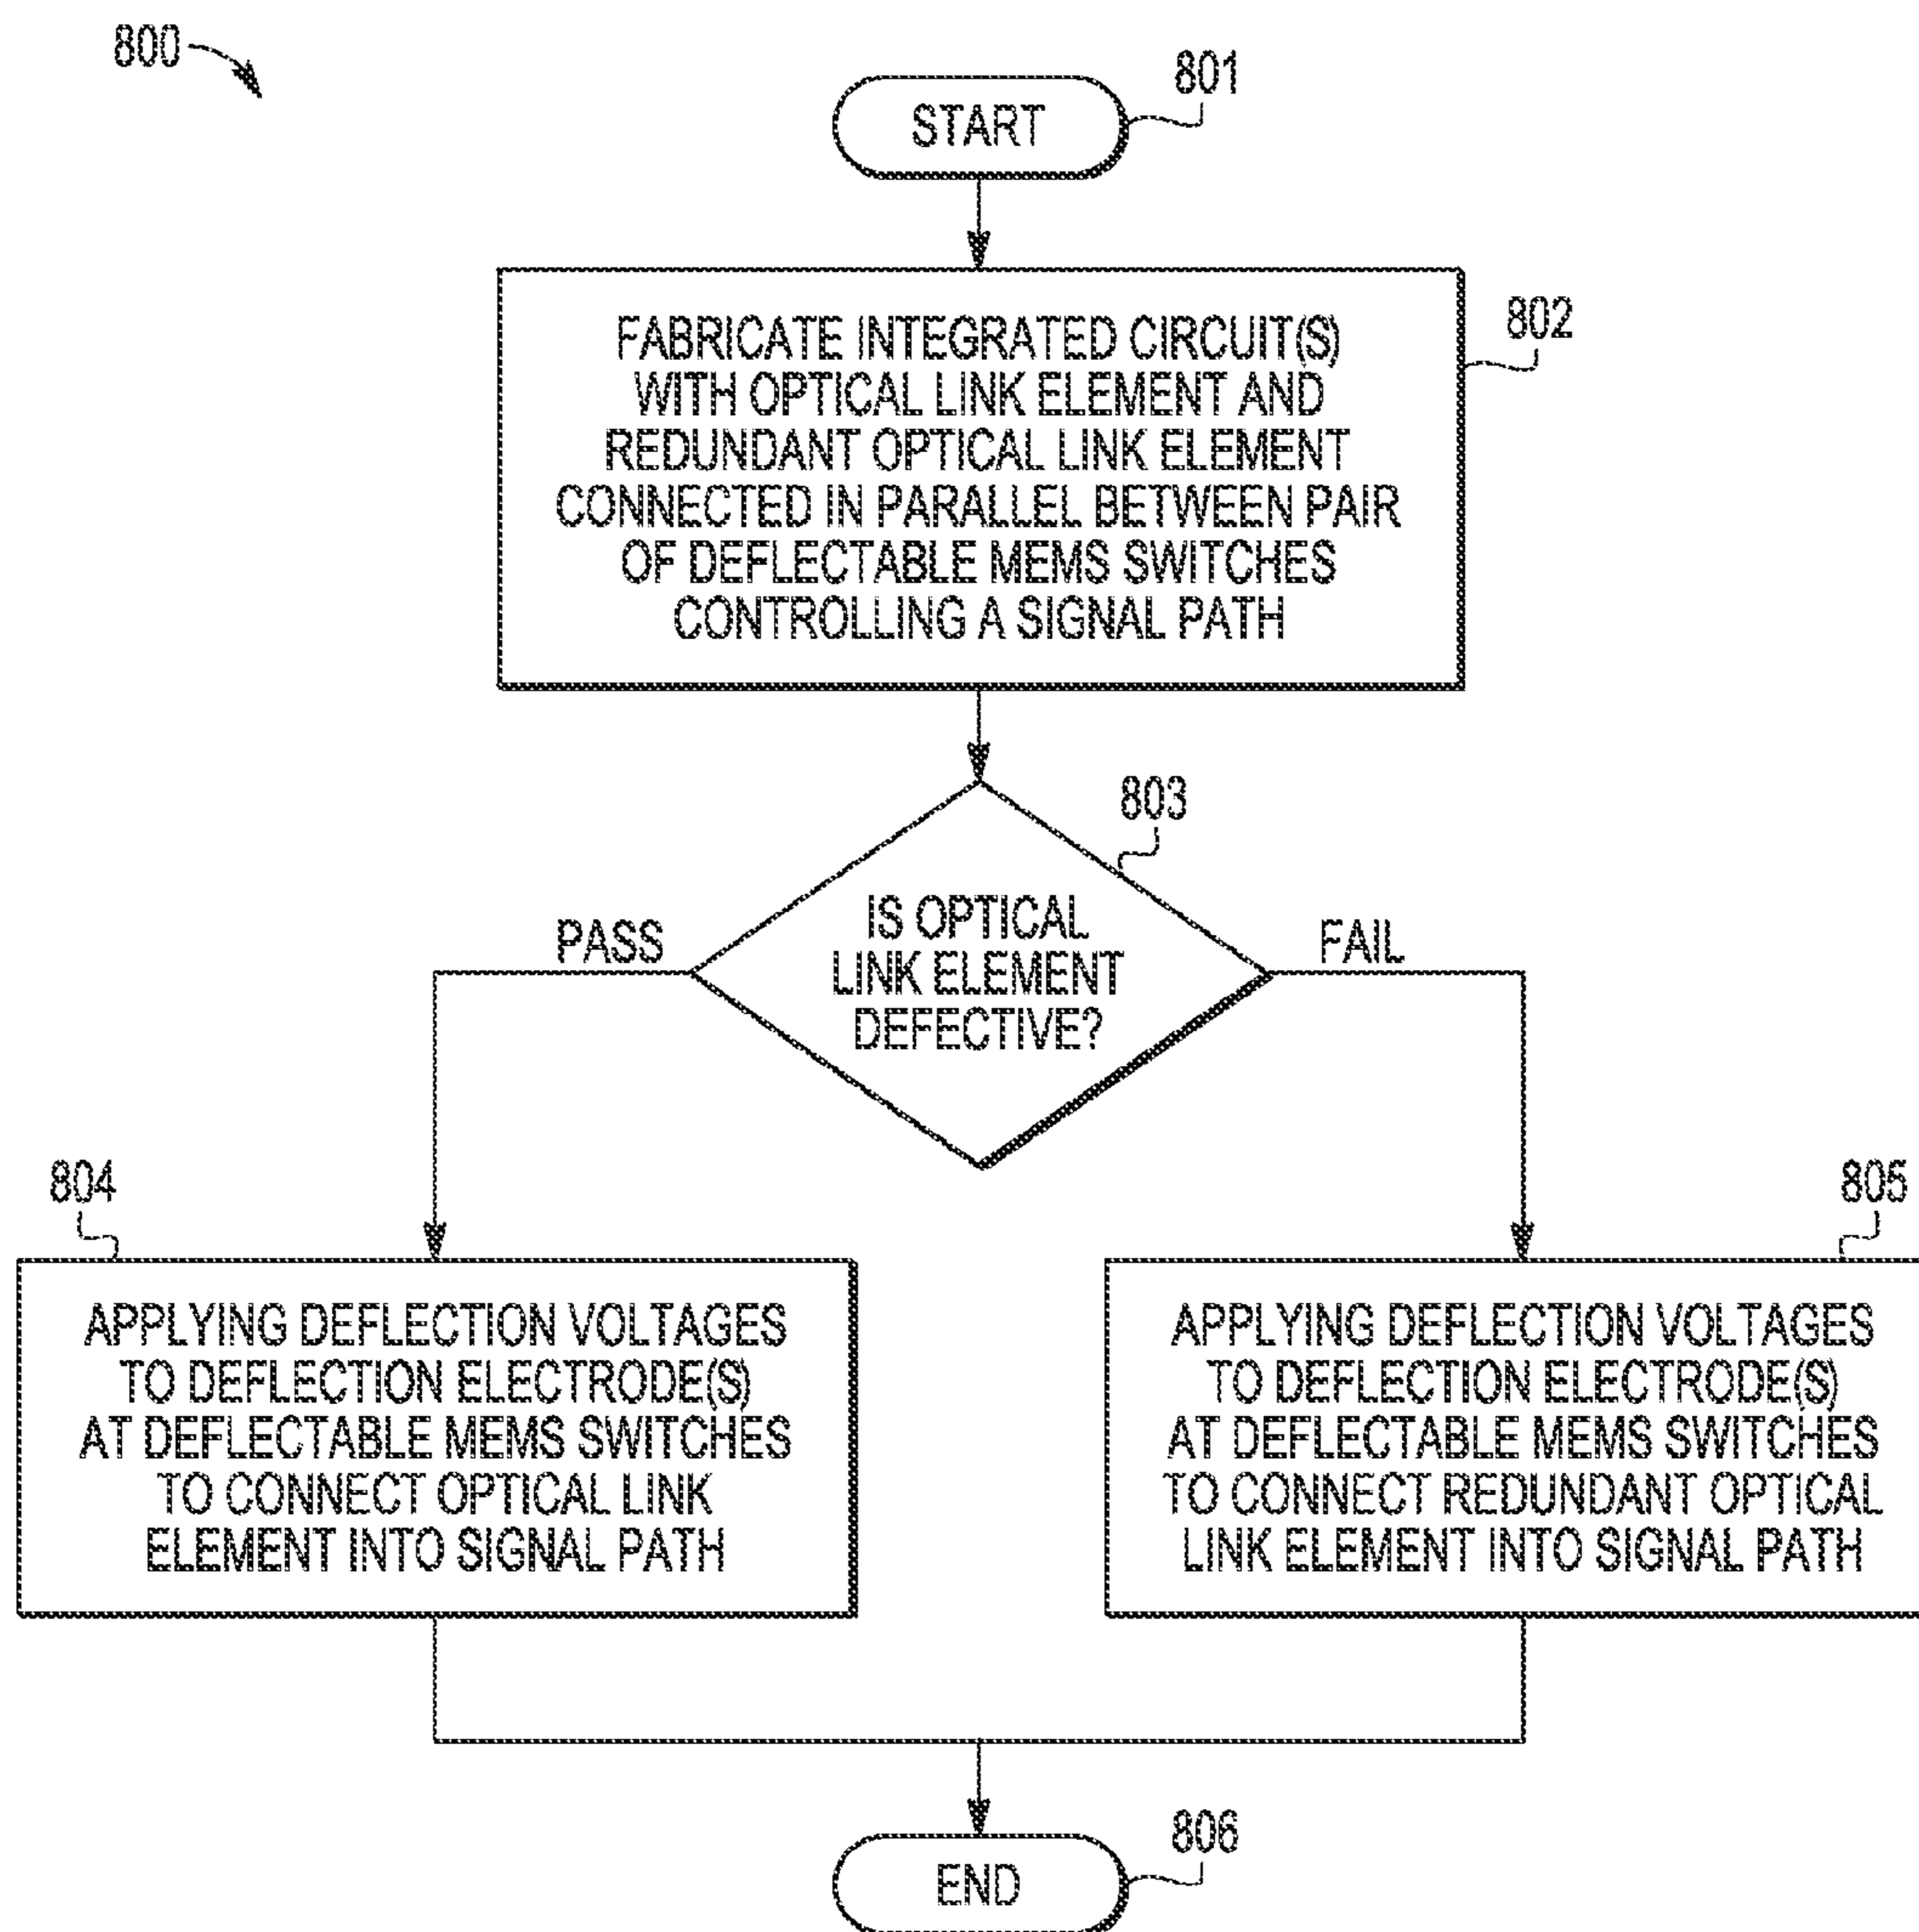 800
START
801
FABRICATE INTEGRATED CIRCUIT(S)
WITH OPTICAL LINK ELEMENT AND
REDUNDANT OPTICAL LINK ELEMENT
CONNECTED IN PARALLEL BETWEEN PAIR
OF DEFLECTABLE MEMS SWITCHES
CONTROLLING A SIGNAL PATH
802
803
IS OPTICAL
LINK ELEMENT
DEFECTIVE?
PASS
FAIL
804
APPLYING DEFLECTION VOLTAGES
TO DEFLECTION ELECTRODE(S)
AT DEFLECTABLE MEMS SWITCHES
TO CONNECT OPTICAL LINK
ELEMENT INTO SIGNAL PATH
805
APPLYING DEFLECTION VOLTAGES
TO DEFLECTION ELECTRODE(S)
AT DEFLECTABLE MEMS SWITCHES
TO CONNECT REDUNDANT OPTICAL
LINK ELEMENT INTO SIGNAL PATH
END
806